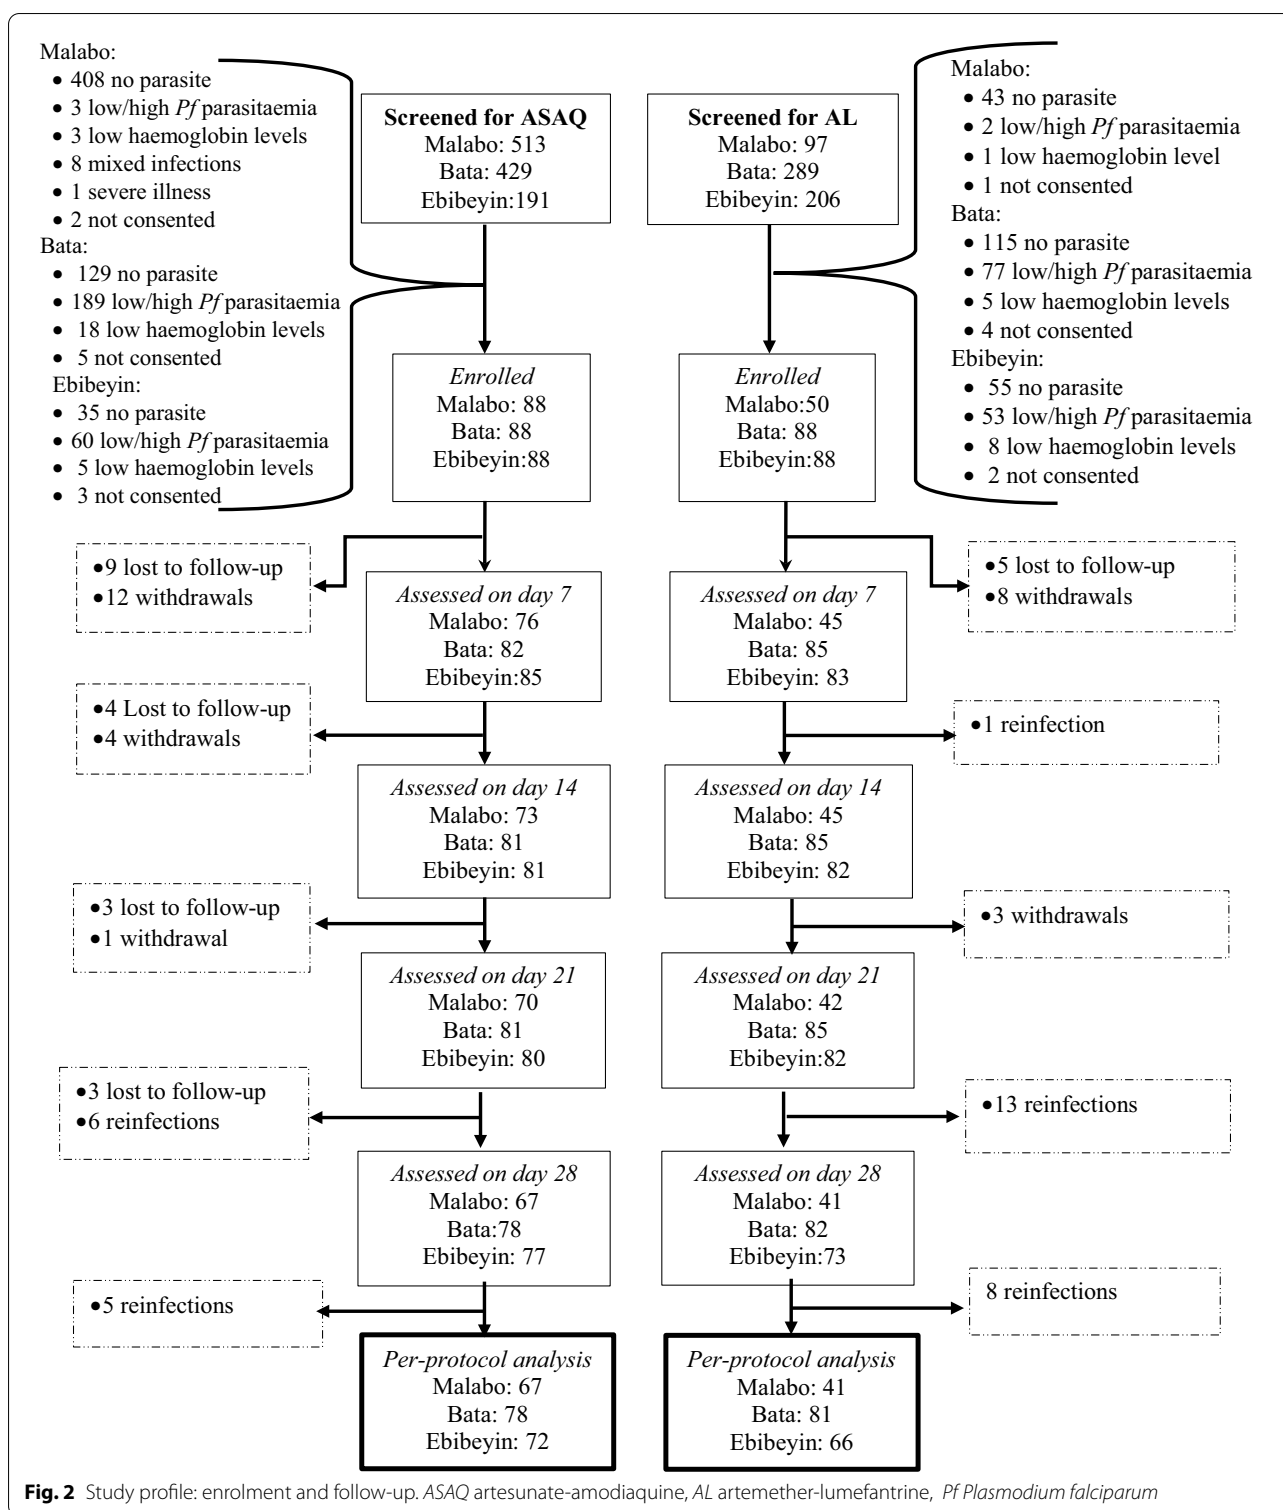 Malabo:
• 408 no parasite
• 3 low/high Pf parasitaemia
• 3 low haemoglobin levels
• 8 mixed infections
• 1 severe illness
• 2 not consented
Bata:
• 129 no parasite
• 189 low/high Pf parasitaemia
• 18 low haemoglobin levels
• 5 not consented
Ebibeyin:
• 35 no parasite
• 60 low/high Pf parasitaemia
• 5 low haemoglobin levels
• 3 not consented
Screened for ASAQ
Malabo: 513
Bata: 429
Ebibeyin: 191
Screened for AL
Malabo: 97
Bata: 289
Ebibeyin: 206
Malabo:
• 43 no parasite
• 2 low/high Pf parasitaemia
• 1 low haemoglobin level
• 1 not consented
Bata:
• 115 no parasite
• 77 low/high Pf parasitaemia
• 5 low haemoglobin levels
• 4 not consented
Ebibeyin:
• 55 no parasite
• 53 low/high Pf parasitaemia
• 8 low haemoglobin levels
• 2 not consented
Enrolled
Malabo: 88
Bata: 88
Ebibeyin:88
Enrolled
Malabo:50
Bata: 88
Ebibeyin:88
•9 lost to follow-up
•12 withdrawals
•5 lost to follow-up
•8 withdrawals
Assessed on day 7
Malabo: 76
Bata: 82
Ebibeyin:85
Assessed on day 7
Malabo: 45
Bata: 85
Ebibeyin: 83
•4 Lost to follow-up
•4 withdrawals
•1 reinfection
Assessed on day 14
Malabo: 73
Bata: 81
Ebibeyin: 81
Assessed on day 14
Malabo: 45
Bata: 85
Ebibeyin: 82
•3 lost to follow-up
•1 withdrawal
•3 withdrawals
Assessed on day 21
Malabo: 70
Bata: 81
Ebibeyin: 80
Assessed on day 21
Malabo: 42
Bata: 85
Ebibeyin:82
•3 lost to follow-up
•6 reinfections
•13 reinfections
Assessed on day 28
Malabo: 67
Bata:78
Ebibeyin: 77
Assessed on day 28
Malabo: 41
Bata: 82
Ebibeyin:73
•5 reinfections
8 reinfections
Per-protocol analysis
Malabo: 67
Bata: 78
Ebibeyin: 72
Per-protocol analysis
Malabo: 41
Bata: 81
Ebibeyin: 66
Fig. 2 Study profile: enrolment and follow-up. ASAQ artesunate-amodiaquine, AL artemether-lumefantrine, Pf Plasmodium falciparum